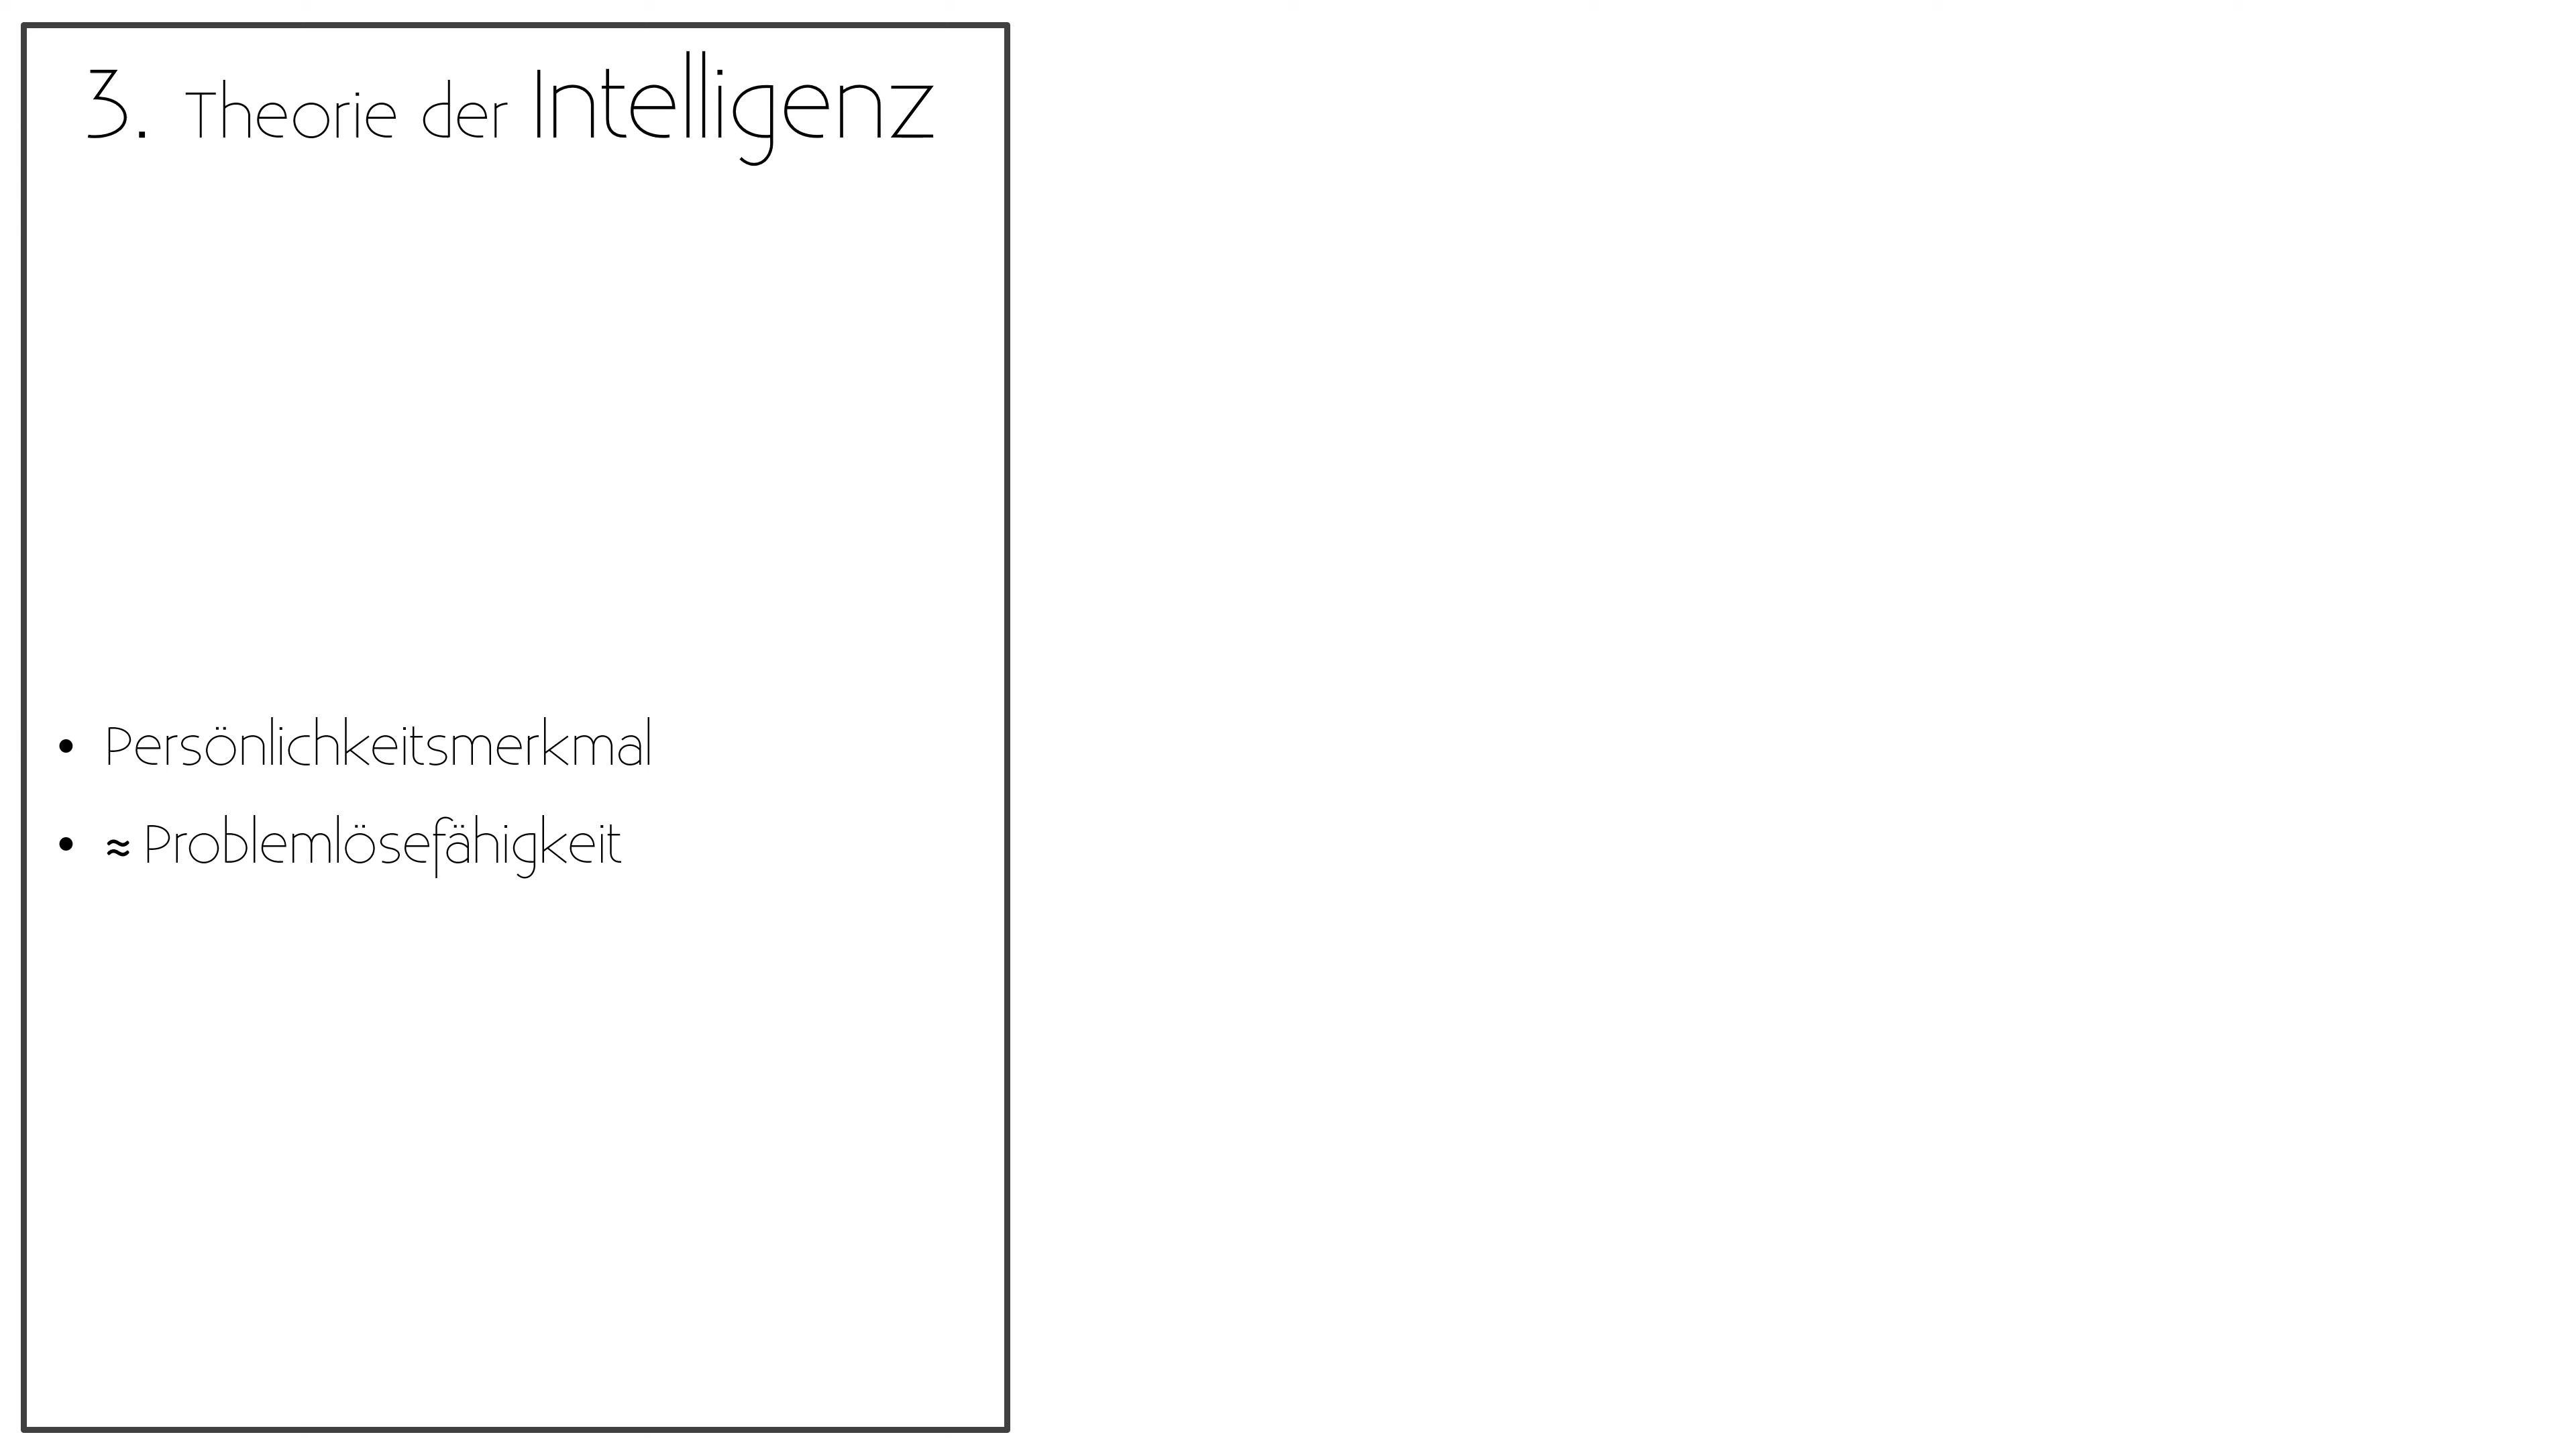 3. Theorie der Intelligenz
• Persönlichkeitsmerkmal
• ≈ Problemlösefähigkeit